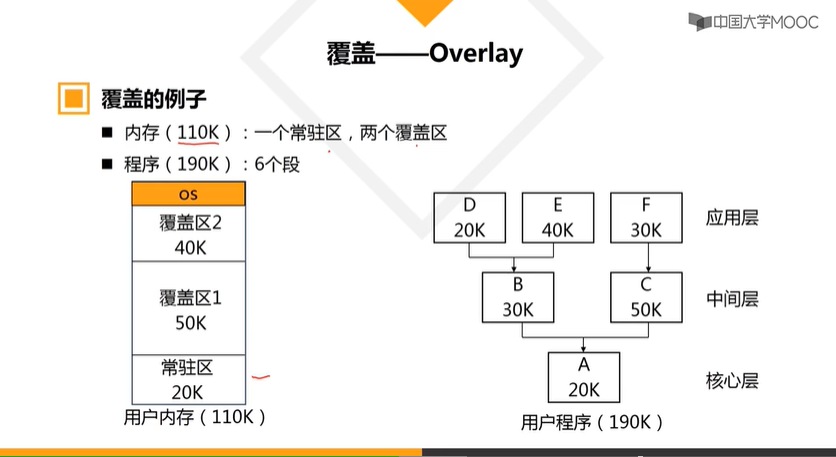 中国大学MOOC
覆盖——Overlay
覆盖的例子
内存（110K）：一个常驻区，两个覆盖区
程序（190K）：6个段
os
覆盖区2
40K
覆盖区1
50K
常驻区
20K
用户内存（110K）
D
20K
E
40K
F
30K
应用层
B
30K
C
50K
中间层
A
20K
核心层
用户程序（190K）